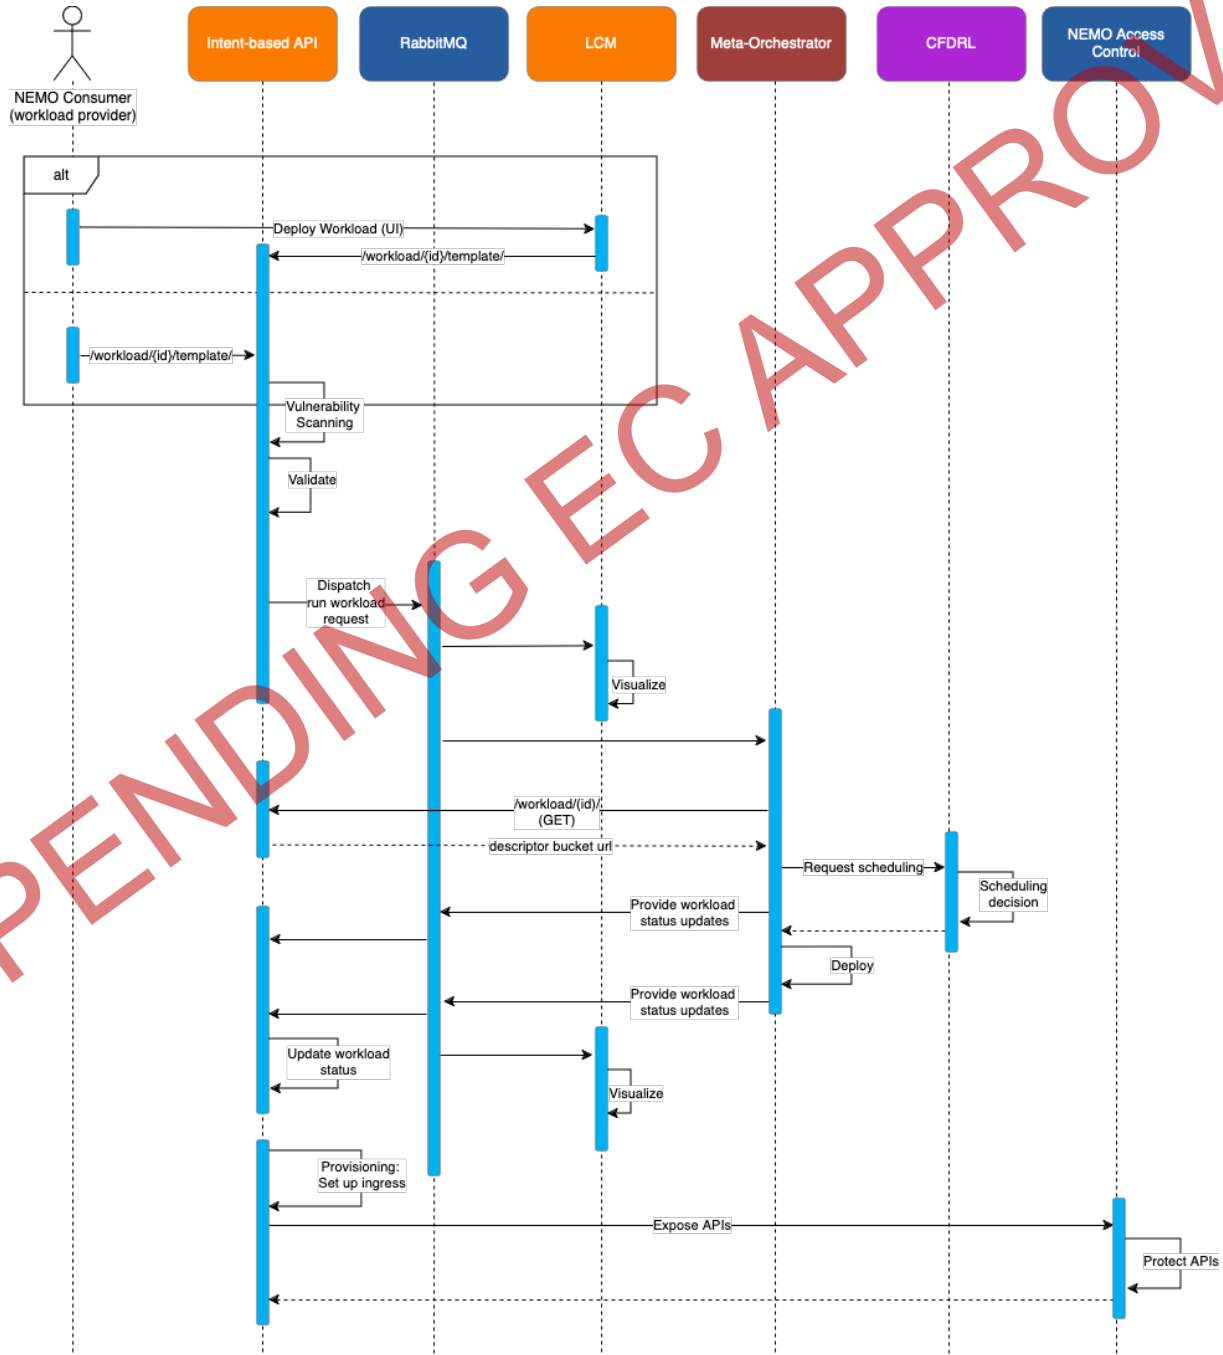 Intent-based API
RabbitMQ
LCM
Meta-Orchestrator
CFDRL
NEMO Access
Control
NEMO Consumer
(workload provider)
alt
Deploy Workload (UI)
/workload/{id}/template/
/workload/{id}/template/
Vulnerability
Scanning
Validate
Dispatch
run workload
request
Visualize
/workload/(id)/
(GET)
descriptor bucket url
Request scheduling
Scheduling
decision
Provide workload
status updates
Deploy
Provide workload
status updates
Update workload
status
Visualize
Provisioning:
Set up ingress
Expose APIs
Protect APIs
PENDING EC APPROV